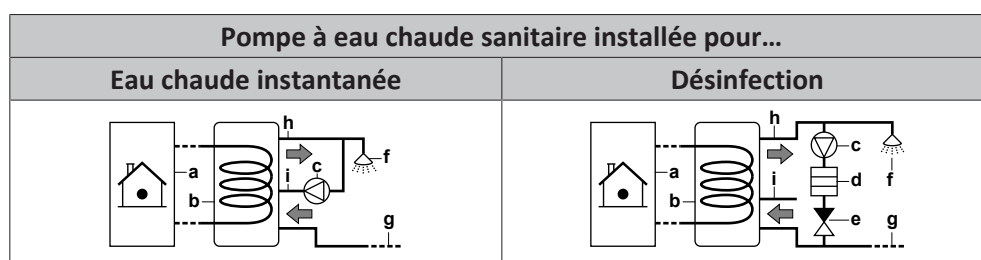 Pompe à eau chaude sanitaire installée pour…
Eau chaude instantanée
Désinfection
h
a
c
f
i
b
g
h
c
a
i
d
f
b
e
g